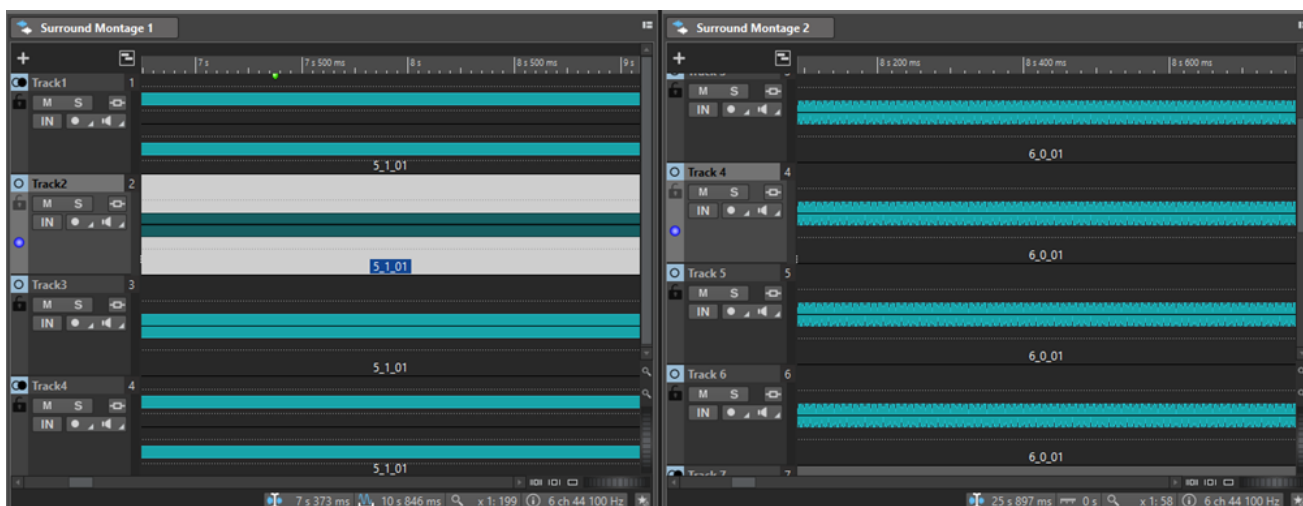 Surround Montage 1
7 s 7 s 500 ms 8 s 8 s 500 ms 9 s
Track1 1
M S
IN
5_1_01
Track2 2
M S
IN
5_1_01
Track3 3
M S
IN
5_1_01
Track4 4
M S
IN
5_1_01
7 s 373 ms 10 s 846 ms x 1: 199 6 ch 44 100 Hz
Surround Montage 2
8 s 200 ms 8 s 400 ms 8 s 600 ms
M S
IN
6_0_01
Track 4 4
M S
IN
6_0_01
Track 5 5
M S
IN
6_0_01
Track 6 6
M S
IN
6_0_01
Track 7 7
25 s 897 ms 0 s x 1: 58 6 ch 44 100 Hz